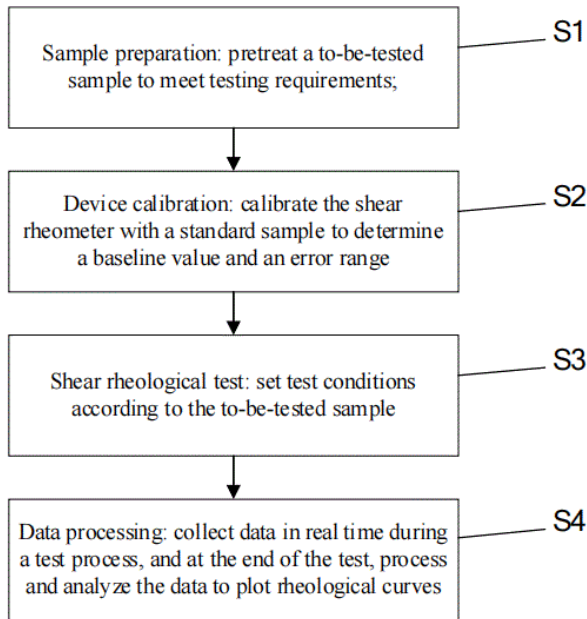 Sample preparation: pretreat a to-be-tested
sample to meet testing requirements;
S1
Device calibration: calibrate the shear
rheometer with a standard sample to determine
a baseline value and an error range
S2
Shear rheological test: set test conditions
according to the to-be-tested sample
S3
Data processing: collect data in real time during
a test process, and at the end of the test, process
and analyze the data to plot rheological curves
S4